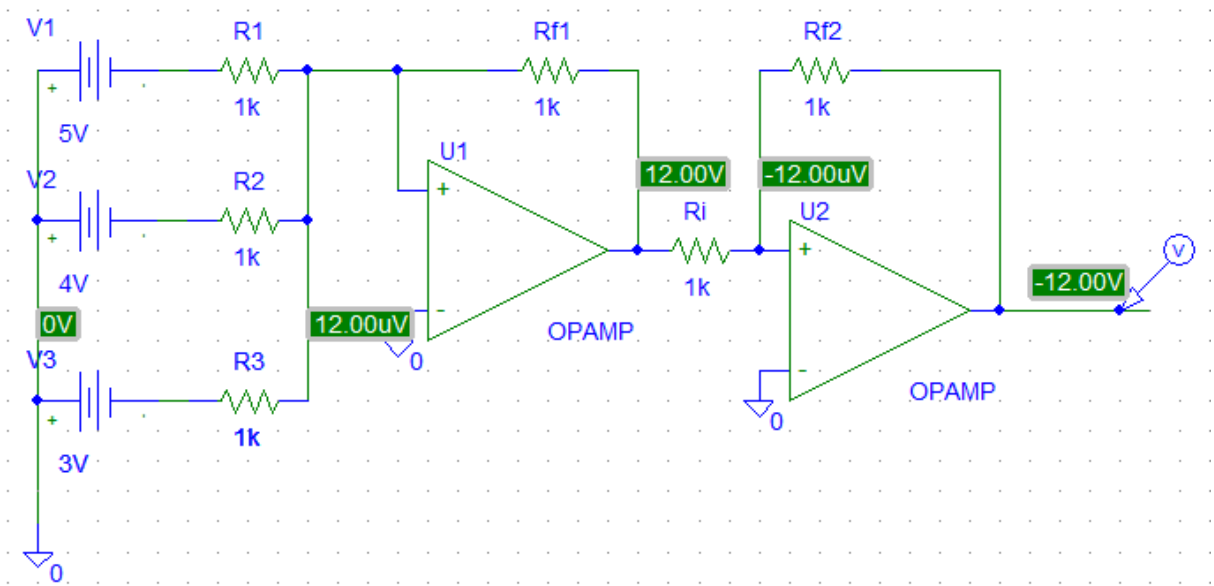 V1
R1
Rf1
Rf2
+
1k
1k
1k
5V
U1
V2
R2
12.00V
-12.00uV
+
Ri
U2
+
1k
+
V
4V
1k
-12.00V
0V
12.00uV
-
OPAMP
V3
R3
0
-
OPAMP
+
0
1k
3V
0